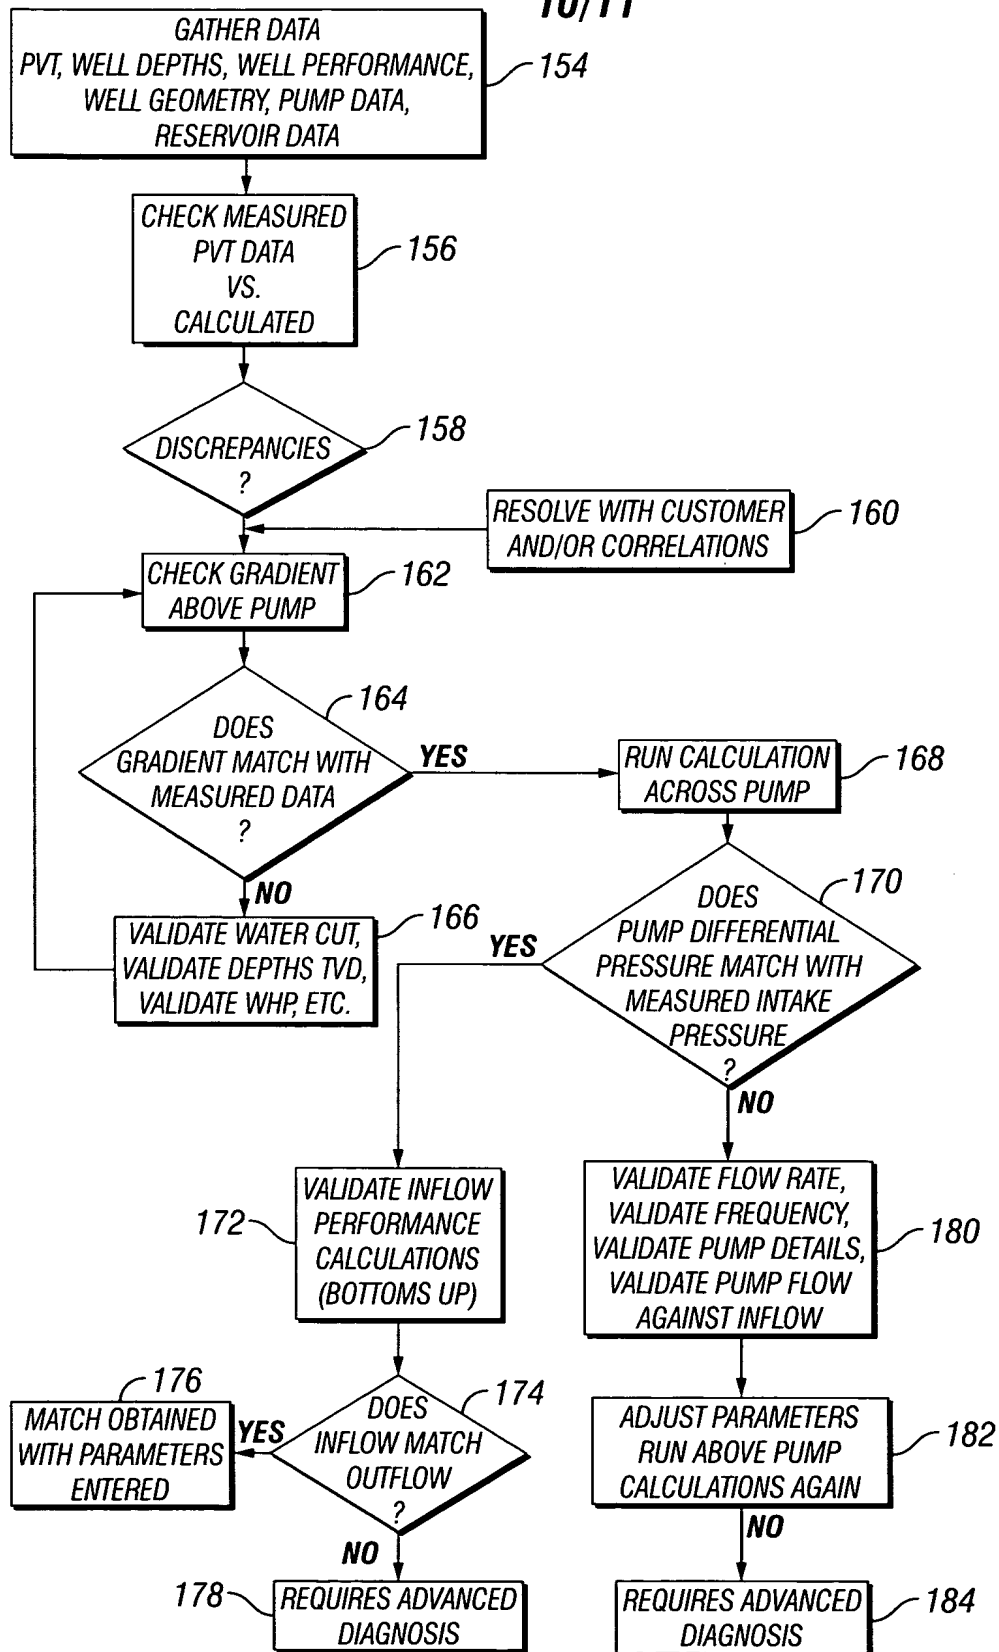 10/11
GATHER DATA
PVT, WELL DEPTHS, WELL PERFORMANCE,
WELL GEOMETRY, PUMP DATA,
RESERVOIR DATA
154
CHECK MEASURED
PVT DATA
VS.
CALCULATED
156
DISCREPANCIES
?
158
RESOLVE WITH CUSTOMER
AND/OR CORRELATIONS
160
CHECK GRADIENT
ABOVE PUMP
162
DOES
GRADIENT MATCH WITH
MEASURED DATA
?
164
YES
NO
VALIDATE WATER CUT,
VALIDATE DEPTHS TVD,
VALIDATE WHP, ETC.
166
RUN CALCULATION
ACROSS PUMP
168
DOES
PUMP DIFFERENTIAL
PRESSURE MATCH WITH
MEASURED INTAKE
PRESSURE
?
170
YES
NO
172
VALIDATE INFLOW
PERFORMANCE
CALCULATIONS
(BOTTOMS UP)
VALIDATE FLOW RATE,
VALIDATE FREQUENCY,
VALIDATE PUMP DETAILS,
VALIDATE PUMP FLOW
AGAINST INFLOW
180
DOES
INFLOW MATCH
OUTFLOW
?
174
YES
176
MATCH OBTAINED
WITH PARAMETERS
ENTERED
NO
178
REQUIRES ADVANCED
DIAGNOSIS
ADJUST PARAMETERS
RUN ABOVE PUMP
CALCULATIONS AGAIN
182
NO
REQUIRES ADVANCED
DIAGNOSIS
184